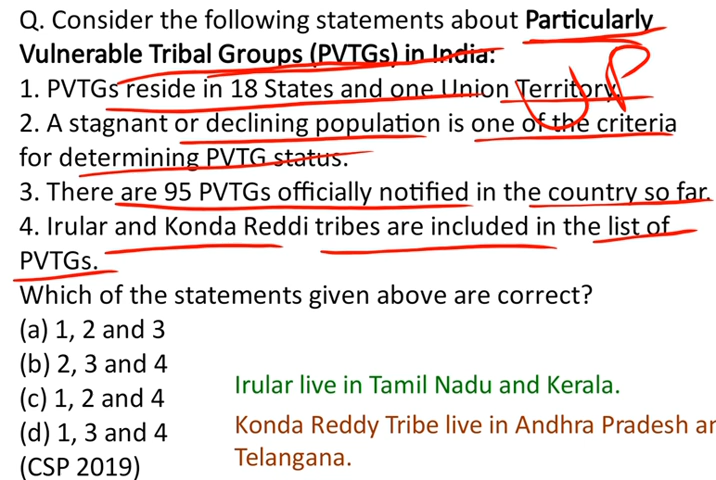 Q. Consider the following statements about Particularly
Vulnerable Tribal Groups (PVTGs) in India:
1. PVTGs reside in 18 States and one Union Territory.
2. A stagnant or declining population is one of the criteria
for determining PVTG status.
3. There are 95 PVTGs officially notified in the country so far.
4. Irular and Konda Reddi tribes are included in the list of
PVTGs.
Which of the statements given above are correct?
(a) 1, 2 and 3
(b) 2, 3 and 4
(c) 1, 2 and 4
(d) 1, 3 and 4
(CSP 2019)
Irular live in Tamil Nadu and Kerala.
Konda Reddy Tribe live in Andhra Pradesh
Telangana.
UP